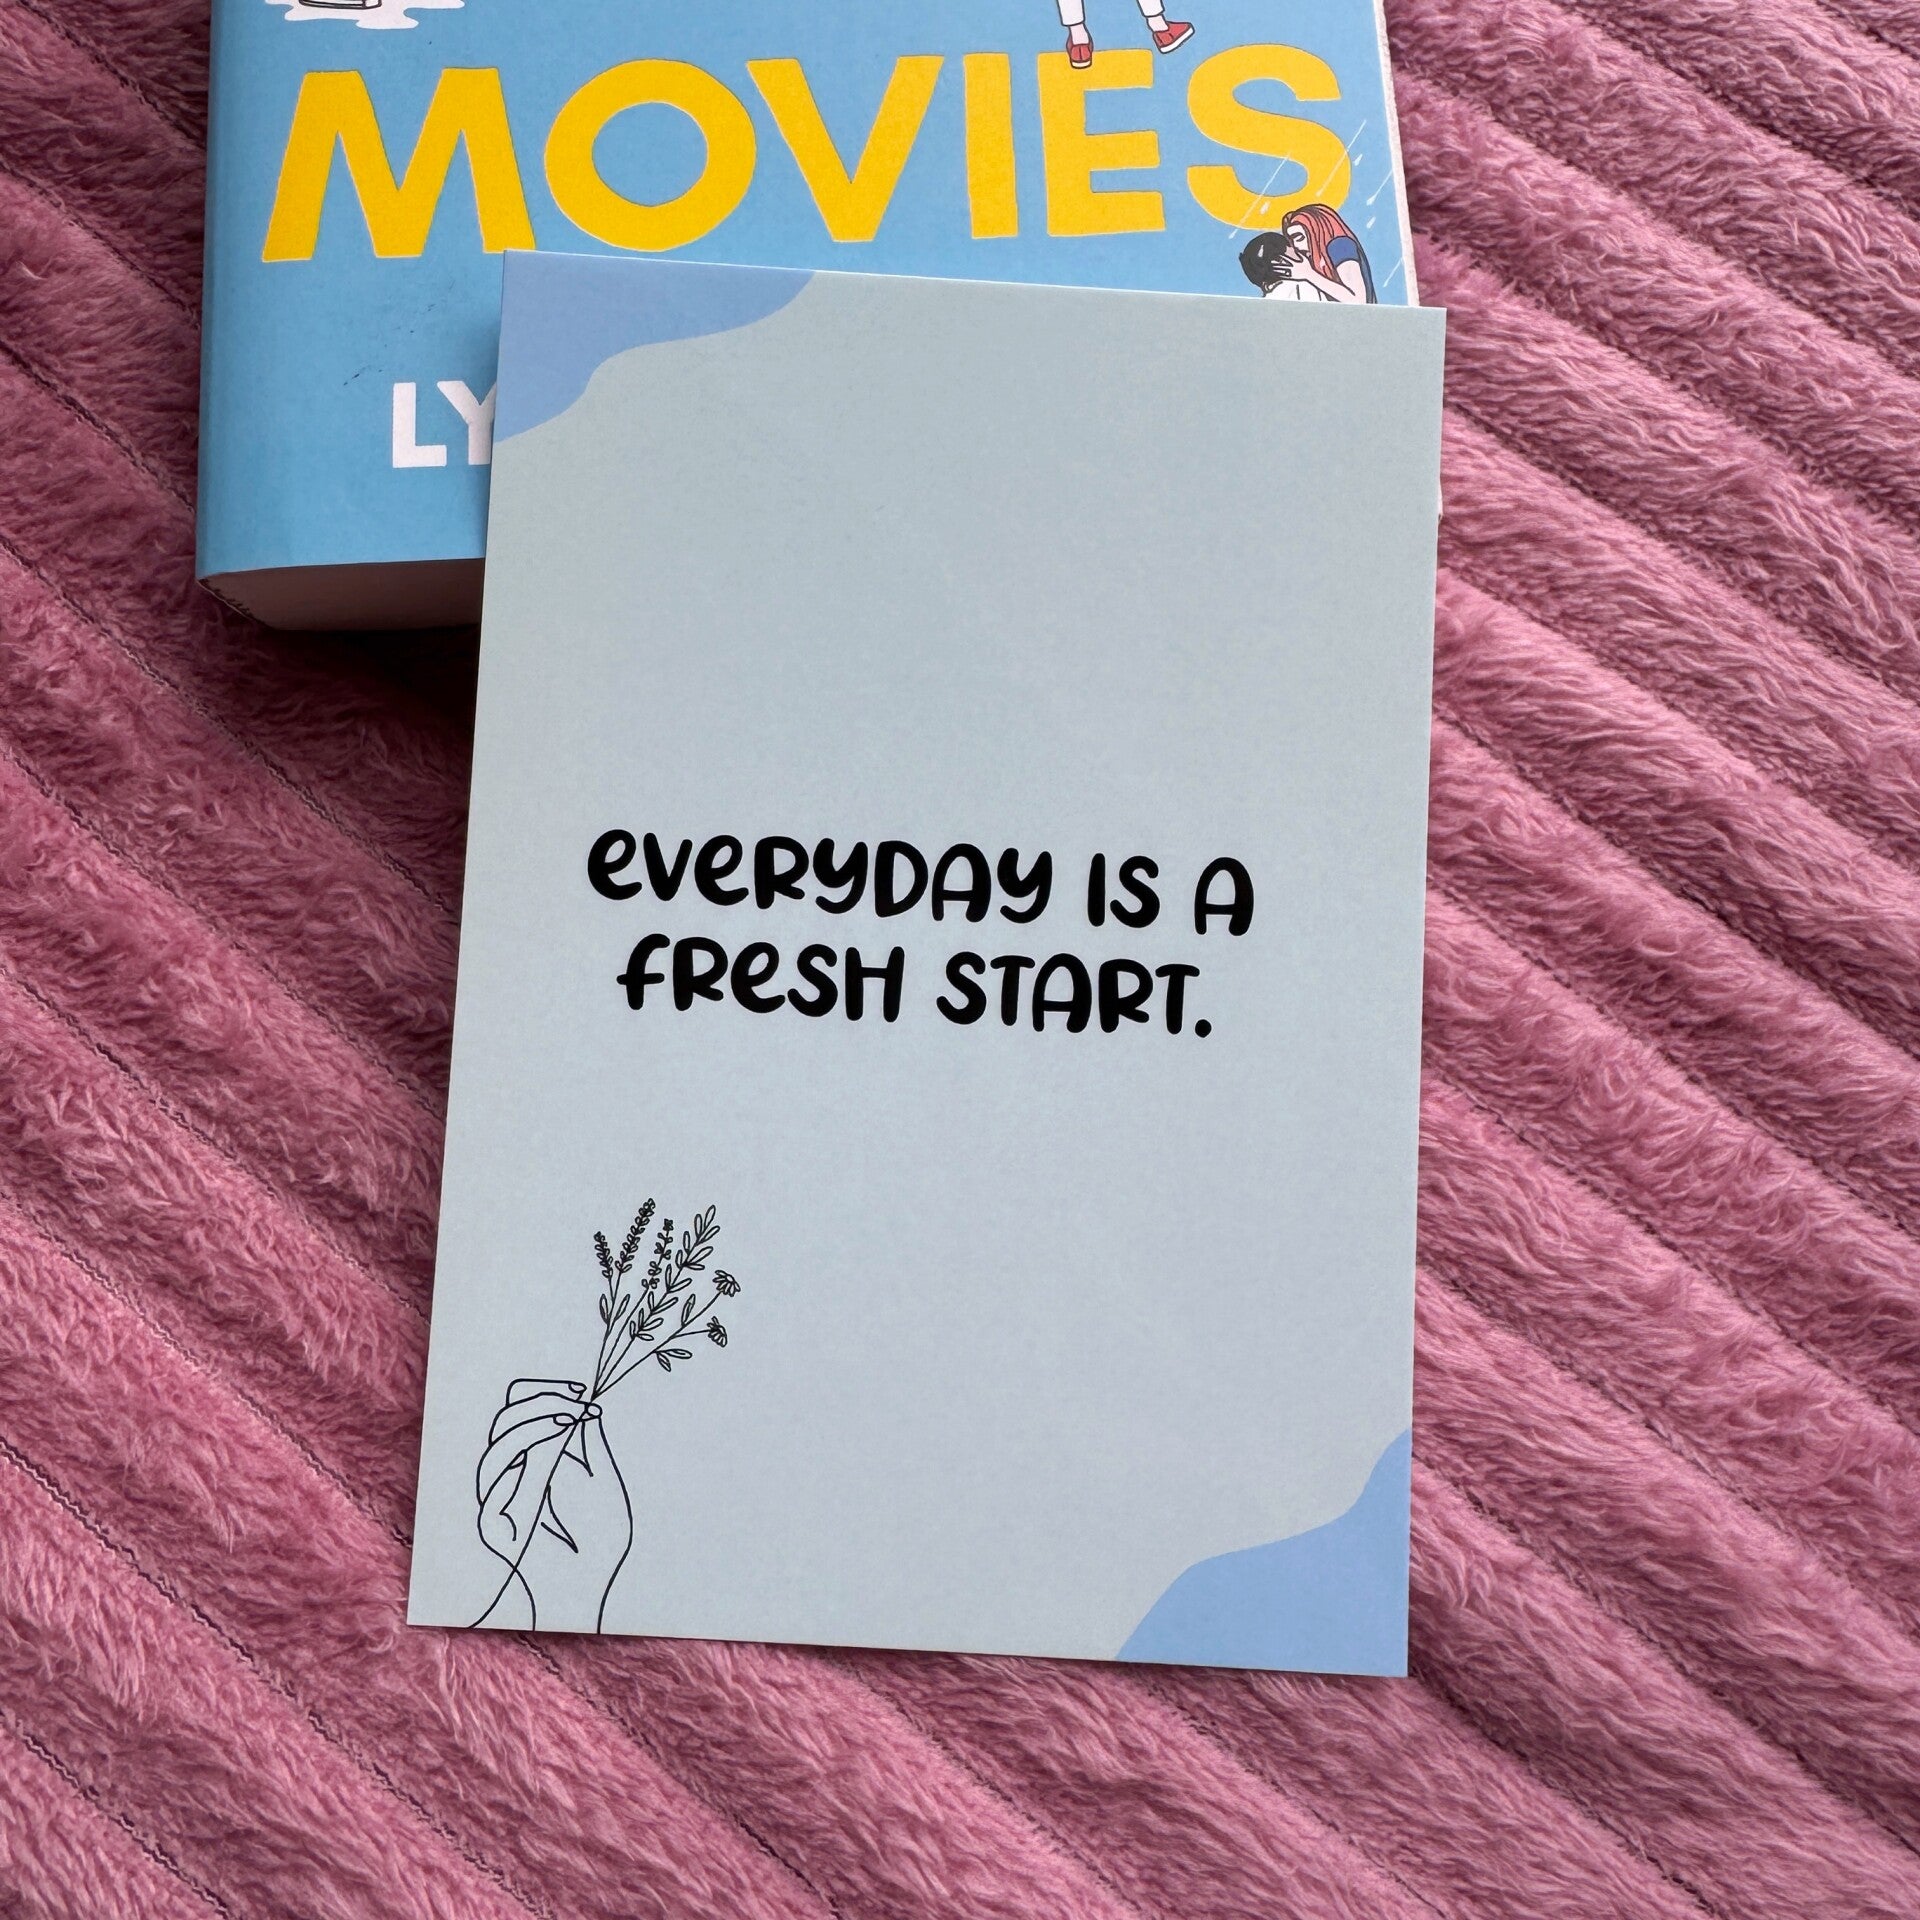 MOVIES
LY
everyday is a
fresh start.